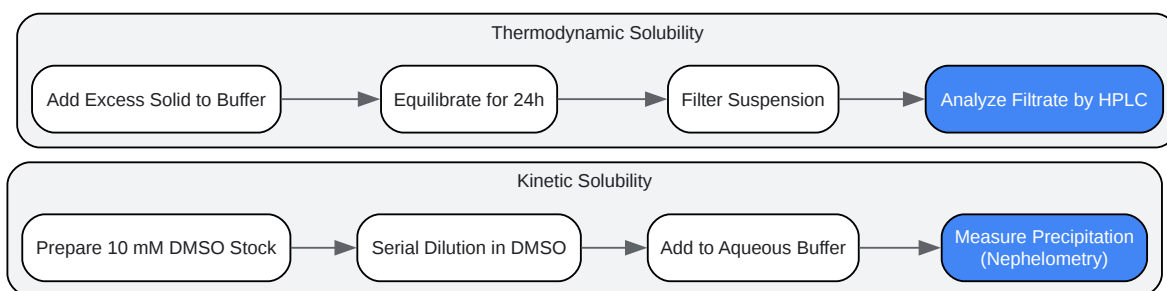 Thermodynamic Solubility
Add Excess Solid to Buffer
Equilibrate for 24h
Filter Suspension
Analyze Filtrate by HPLC
Kinetic Solubility
Prepare 10 mM DMSO Stock
Serial Dilution in DMSO
Add to Aqueous Buffer
Measure Precipitation
(Nephelometry)